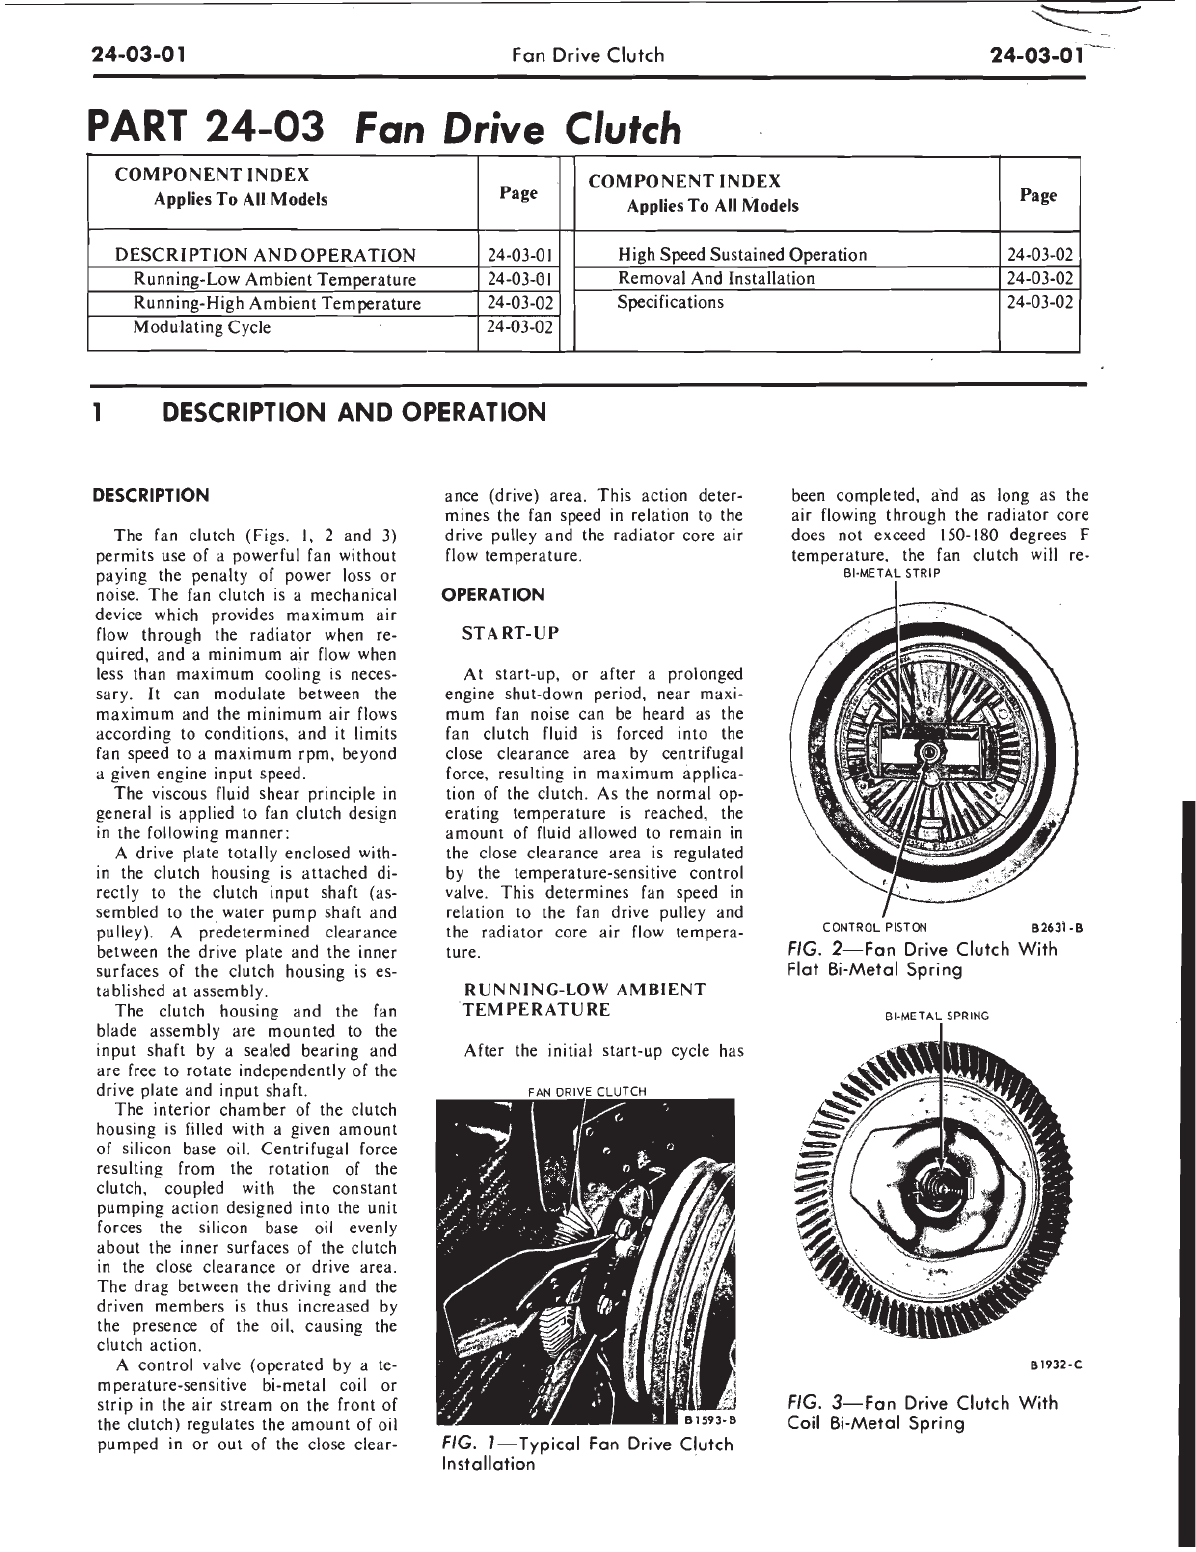 24-03-01 Fan Drive Clutch 24-03-01
PART 24-03 Fan Drive Clutch
COMPONENT INDEX
Applies To All Models
Page
COMPONENT INDEX
Applies To All Models
Page
DESCRIPTION AND OPERATION 24-03-01
Running-Low Ambient Temperature 24-03-01
Running-High Ambient Temperature 24-03-02
Modulating Cycle 24-03-02
High Speed Sustained Operation 24-03-02
Removal And Installation 24-03-02
Specifications 24-03-02
1 DESCRIPTION AND OPERATION
DESCRIPTION
The fan clutch (Figs. 1, 2 and 3)
permits use of a powerful fan without
paying the penalty of power loss or
noise. The fan clutch is a mechanical
device which provides maximum air
flow through the radiator when re-
quired, and a minimum air flow when
less than maximum cooling is neces-
sary. It can modulate between the
maximum and the minimum air flows
according to conditions, and it limits
fan speed to a maximum rpm, beyond
a given engine input speed.
The viscous fluid shear principle in
general is applied to fan clutch design
in the following manner:
A drive plate totally enclosed with-
in the clutch housing is attached di-
rectly to the clutch input shaft (as-
sembled to the water pump shaft and
pulley). A predetermined clearance
between the drive plate and the inner
surfaces of the clutch housing is es-
tablished at assembly.
The clutch housing and the fan
blade assembly are mounted to the
input shaft by a sealed bearing and
are free to rotate independently of the
drive plate and input shaft.
The interior chamber of the clutch
housing is filled with a given amount
of silicon base oil. Centrifugal force
resulting from the rotation of the
clutch, coupled with the constant
pumping action designed into the unit
forces the silicon base oil evenly
about the inner surfaces of the clutch
in the close clearance or drive area.
The drag between the driving and the
driven members is thus increased by
the presence of the oil, causing the
clutch action.
A control valve (operated by a te-
mperature-sensitive bi-metal coil or
strip in the air stream on the front of
the clutch) regulates the amount of oil
pumped in or out of the close clear-
ance (drive) area. This action deter-
mines the fan speed in relation to the
drive pulley and the radiator core air
flow temperature.
OPERATION
START-UP
At start-up, or after a prolonged
engine shut-down period, near maxi-
mum fan noise can be heard as the
fan clutch fluid is forced into the
close clearance area by centrifugal
force, resulting in maximum applica-
tion of the clutch. As the normal op-
erating temperature is reached, the
amount of fluid allowed to remain in
the close clearance area is regulated
by the temperature-sensitive control
valve. This determines fan speed in
relation to the fan drive pulley and
the radiator core air flow tempera-
ture.
RUNNING-LOW AMBIENT
TEMPERATURE
After the initial start-up cycle has
FAN DRIVE CLUTCH
B1593-B
FIG. 1—Typical Fan Drive Clutch
Installation
been completed, and as long as the
air flowing through the radiator core
does not exceed 150-180 degrees F
temperature, the fan clutch will re-
BI-METAL STRIP
CONTROL PISTON
B2631-B
FIG. 2—Fan Drive Clutch With
Flat Bi-Metal Spring
BI-METAL SPRING
B1932-C
FIG. 3—Fan Drive Clutch With
Coil Bi-Metal Spring